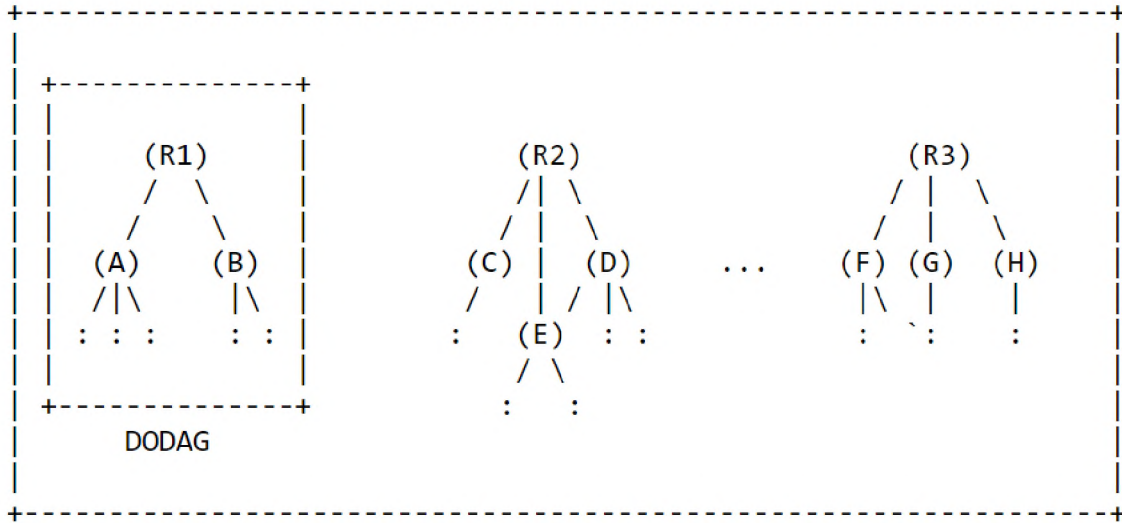 +----------------------------------------------------------------+
|                                                                |
| +--------------+                                               |
| |              |                                               |
| |     (R1)     |            (R2)                   (R3)        |
| |     /  \     |            /| \                  / |  \       |
| |    /    \    |           / |  \                /  |   \      |
| |  (A)    (B)  |         (C) |  (D)     ...    (F) (G)  (H)    |
| |  /|\     |\  |         /   | / |\             |\  |    |     |
| | : : :    : : |        :   (E)  : :            :  `:    :     |
| |              |            / \                                |
| +--------------+           :   :                               |
|      DODAG                                                     |
|                                                                |
+----------------------------------------------------------------+